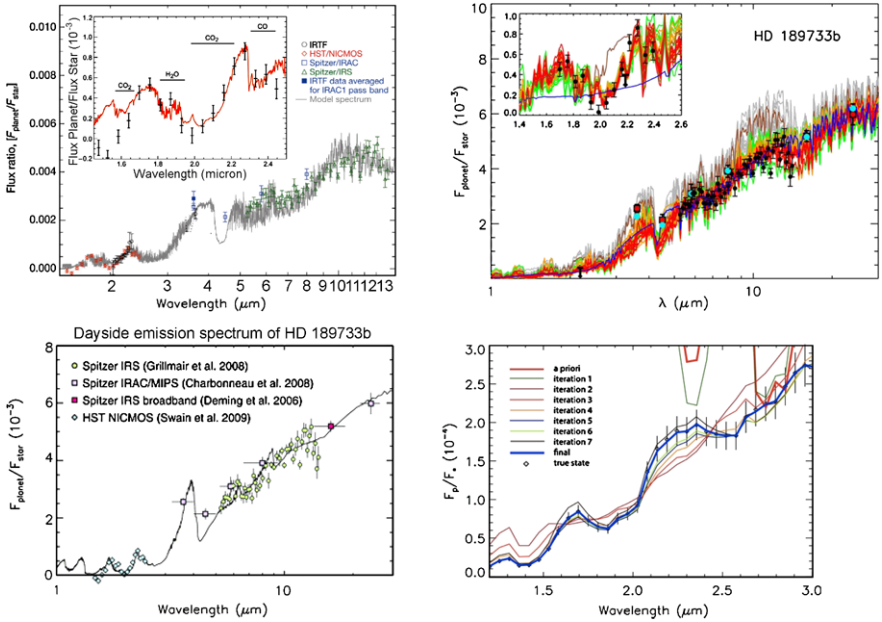 0.010
0.008
0.006
0.004
0.002
0.000
Flux ratio, [Fplanet/Fstar]
2
3
4
5
6
7
8
9
10
11
12
13
Wavelength (μm)
Flux Planet/Flux Star (10⁻³)
1.0
0.8
0.6
0.4
0.2
0.0
-0.2
1.6
1.8
2.0
2.2
2.4
Wavelength (micron)
CO₂
H₂O
CO₂
CO
IRTF
HST/NICMOS
Spitzer/IRAC
Spitzer/IRS
IRTF data averaged
for IRAC1 pass band
Model spectrum
HD 189733b
8
6
4
2
0
Fplanet/Fstar (10⁻³)
1
10
λ (μm)
1.0
0.8
0.6
0.4
0.2
0.0
1.4
1.6
1.8
2.0
2.2
2.4
2.6
Dayside emission spectrum of HD 189733b
8
6
4
2
0
Fplanet/Fstar (10⁻³)
Spitzer IRS (Grillmair et al. 2008)
Spitzer IRAC/MIPS (Charbonneau et al. 2008)
Spitzer IRS broadband (Deming et al. 2006)
HST NICMOS (Swain et al. 2009)
1
10
Wavelength (μm)
3.0
2.5
2.0
1.5
1.0
0.5
0.0
Fp/F* (10⁻⁴)
a priori
iteration 1
iteration 2
iteration 3
iteration 4
iteration 5
iteration 6
iteration 7
final
true state
1.5
2.0
2.5
3.0
Wavelength (μm)